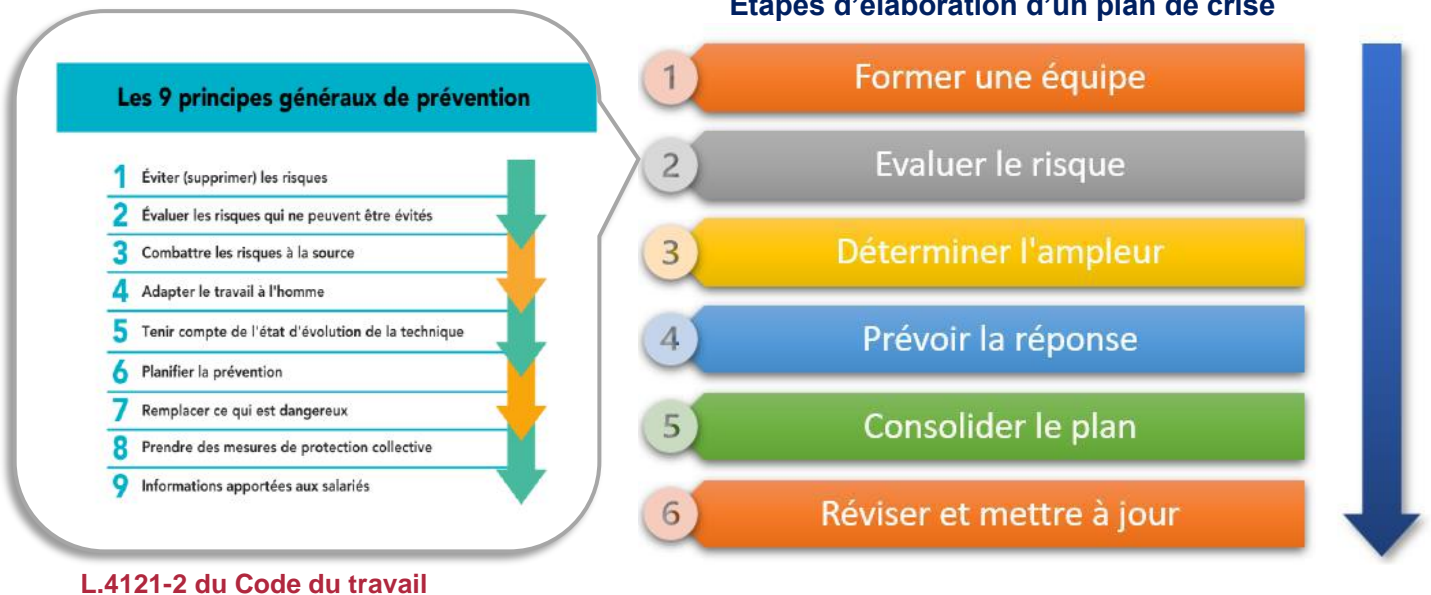 Les 9 principes généraux de prévention
1 Éviter (supprimer) les risques
2 Évaluer les risques qui ne peuvent être évités
3 Combattre les risques à la source
4 Adapter le travail à l'homme
5 Tenir compte de l'état d'évolution de la technique
6 Planifier la prévention
7 Remplacer ce qui est dangereux
8 Prendre des mesures de protection collective
9 Informations apportées aux salariés
L.4121-2 du Code du travail
Etapes d'élaboration d'un plan de crise
1 Former une équipe
2 Evaluer le risque
3 Déterminer l'ampleur
4 Prévoir la réponse
5 Consolider le plan
6 Réviser et mettre à jour